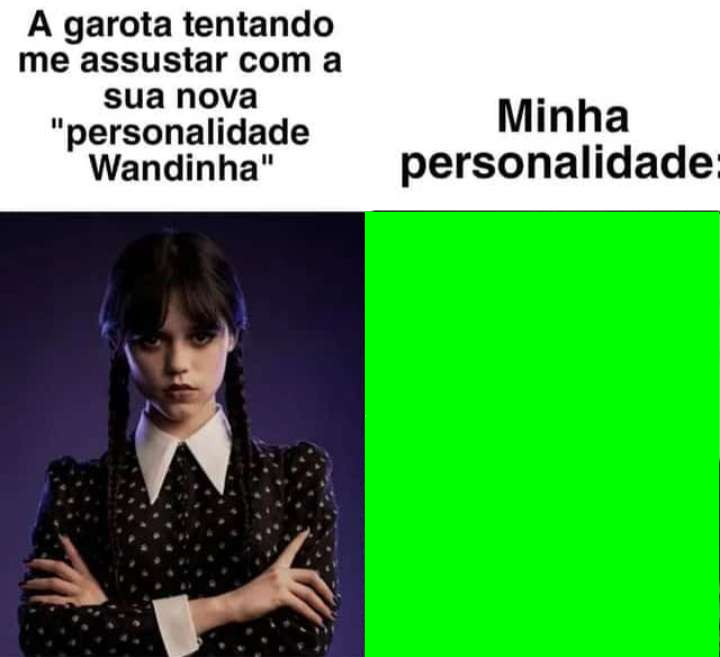 A garota tentando
me assustar com a
sua nova
"personalidade
Wandinha"
Minha
personalidade: